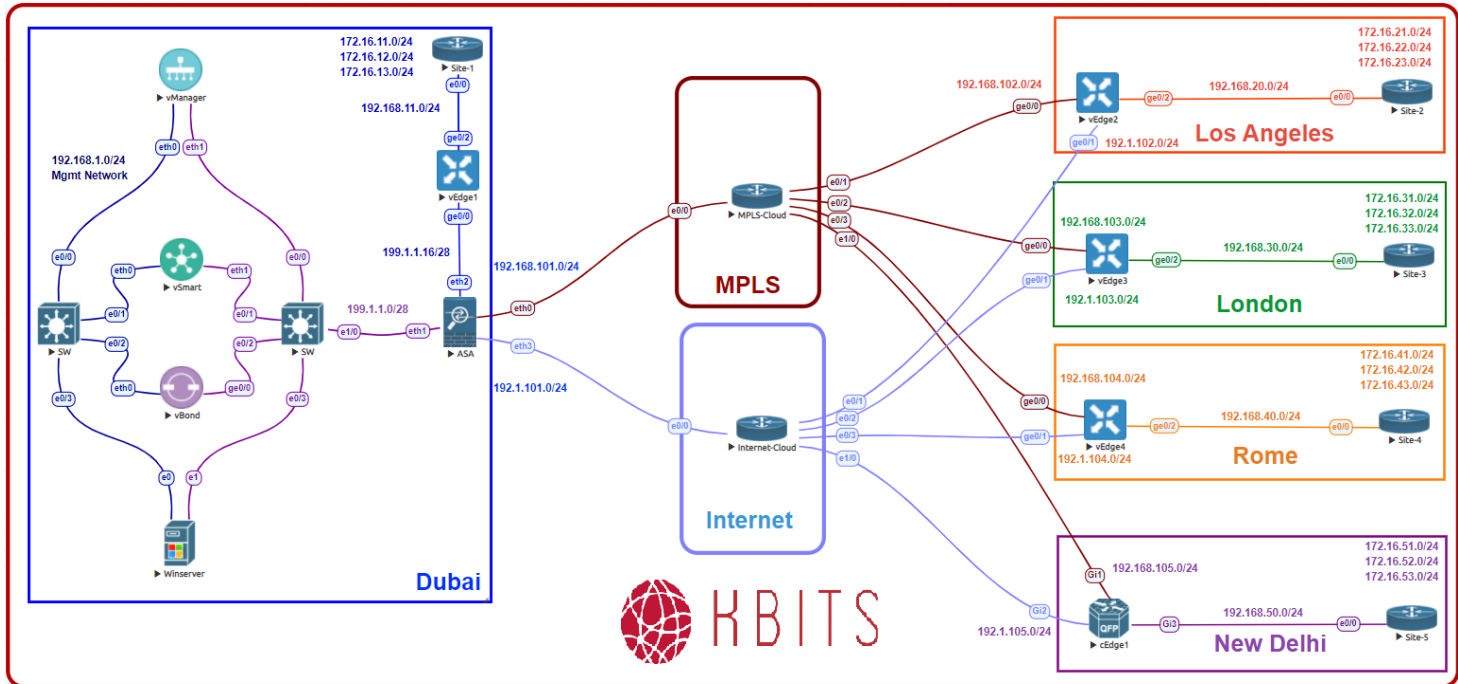 172.16.11.0/24
172.16.12.0/24
172.16.13.0/24
Site-1
e0/0
192.168.11.0/24
ge0/2
vEdge1
ge0/0
199.1.1.16/28
eth2
vManager
eth0
eth1
192.168.1.0/24
Mgmt Network
e0/0
e0/0
eth0
vSmart
eth1
e0/1
e0/1
SW
SW
e0/2
e0/2
199.1.1.0/28
e1/0
eth1
ASA
eth0
192.168.101.0/24
eth3
192.1.101.0/24
eth0
vBond
ge0/0
e0/3
e0/3
e0
e1
Winserver
Dubai
e0/0
MPLS-Cloud
e0/1
e0/2
e0/3
e1/0
MPLS
e0/0
Internet-Cloud
e0/1
e0/2
e0/3
e1/0
Internet
KBITS
172.16.21.0/24
172.16.22.0/24
172.16.23.0/24
192.168.102.0/24
ge0/0
vEdge2
ge0/1
192.1.102.0/24
ge0/2
192.168.20.0/24
e0/0
Site-2
Los Angeles
172.16.31.0/24
172.16.32.0/24
172.16.33.0/24
192.168.103.0/24
ge0/0
ge0/1
vEdge3
192.1.103.0/24
ge0/2
192.168.30.0/24
e0/0
Site-3
London
172.16.41.0/24
172.16.42.0/24
172.16.43.0/24
192.168.104.0/24
ge0/0
ge0/1
vEdge4
192.1.104.0/24
ge0/2
192.168.40.0/24
e0/0
Site-4
Rome
172.16.51.0/24
172.16.52.0/24
172.16.53.0/24
Gi1
192.168.105.0/24
Gi2
192.1.105.0/24
QFP
cEdge1
Gi3
192.168.50.0/24
e0/0
Site-5
New Delhi